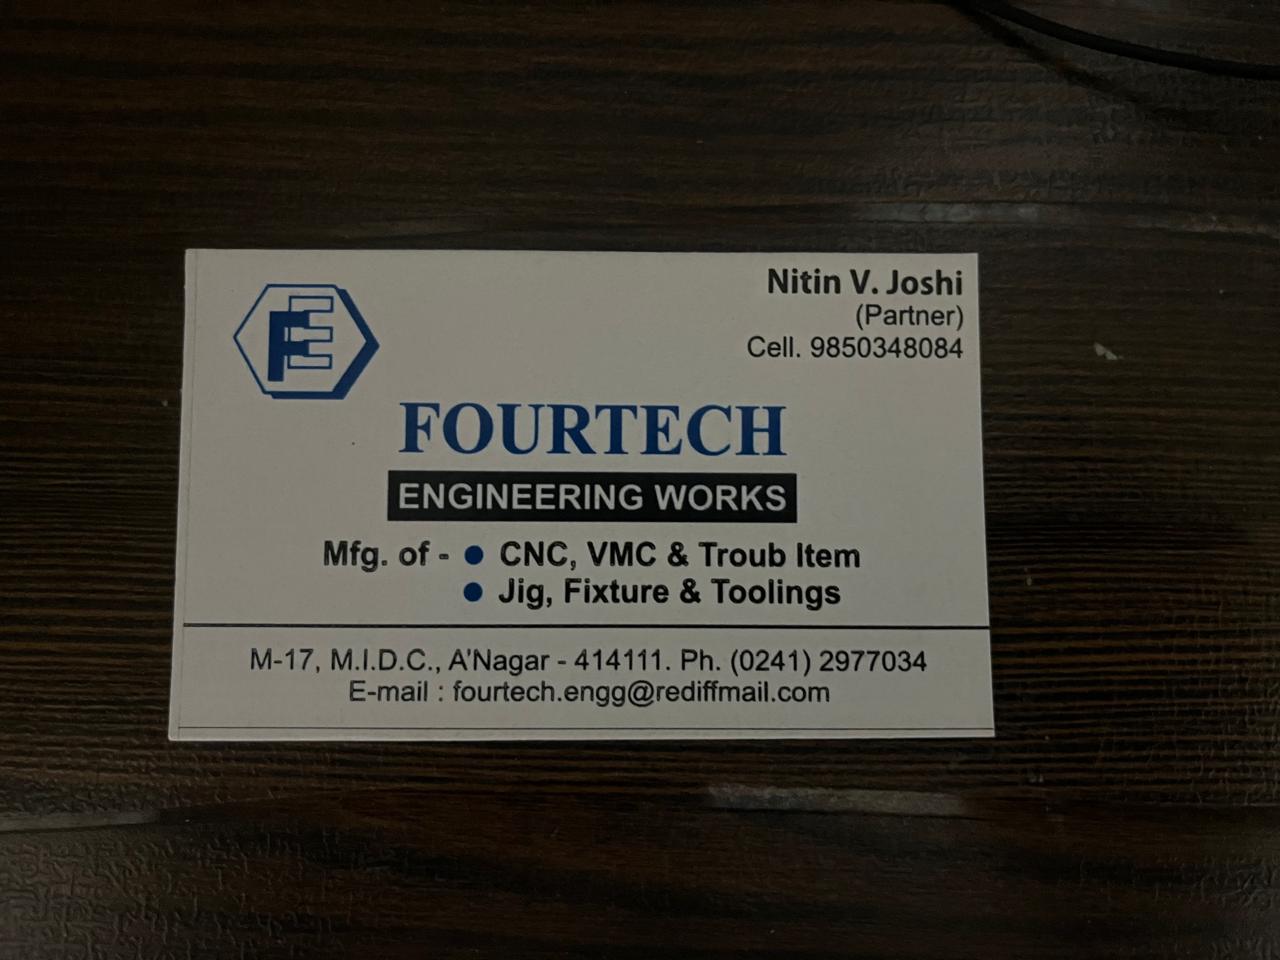 Nitin V. Joshi
(Partner)
Cell. 9850348084
FOURTECH
ENGINEERING WORKS
Mfg. of - ● CNC, VMC & Troub Item
● Jig, Fixture & Toolings
M-17, M.I.D.C., A'Nagar - 414111. Ph. (0241) 2977034
E-mail : fourtech.engg@rediffmail.com